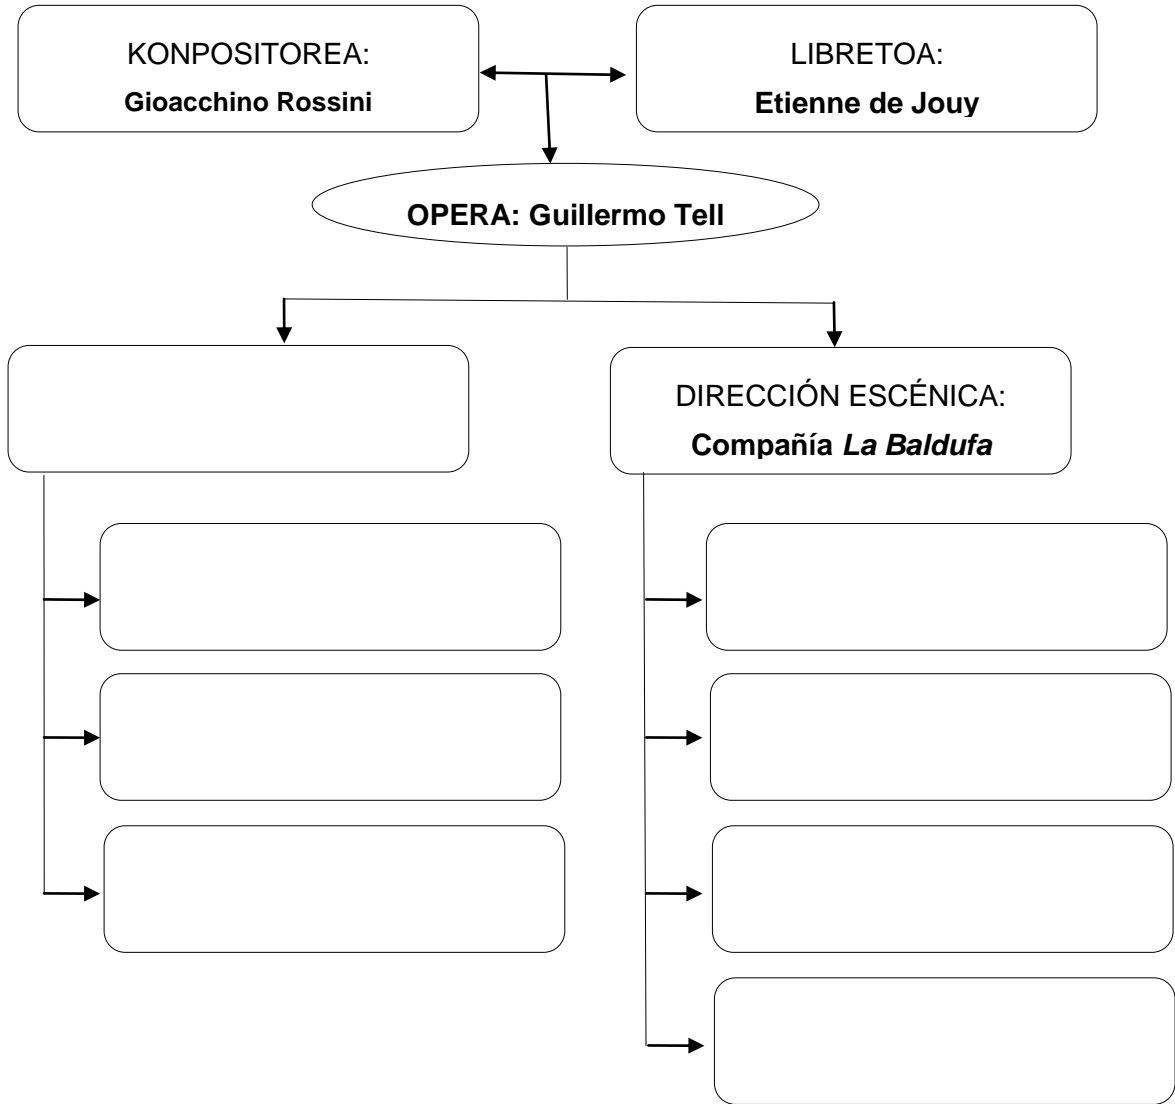 KONPOSITOREA:
Gioacchino Rossini
LIBRETOA:
Etienne de Jouy
OPERA: Guillermo Tell
DIRECCIÓN ESCÉNICA:
Compañía La Baldufa